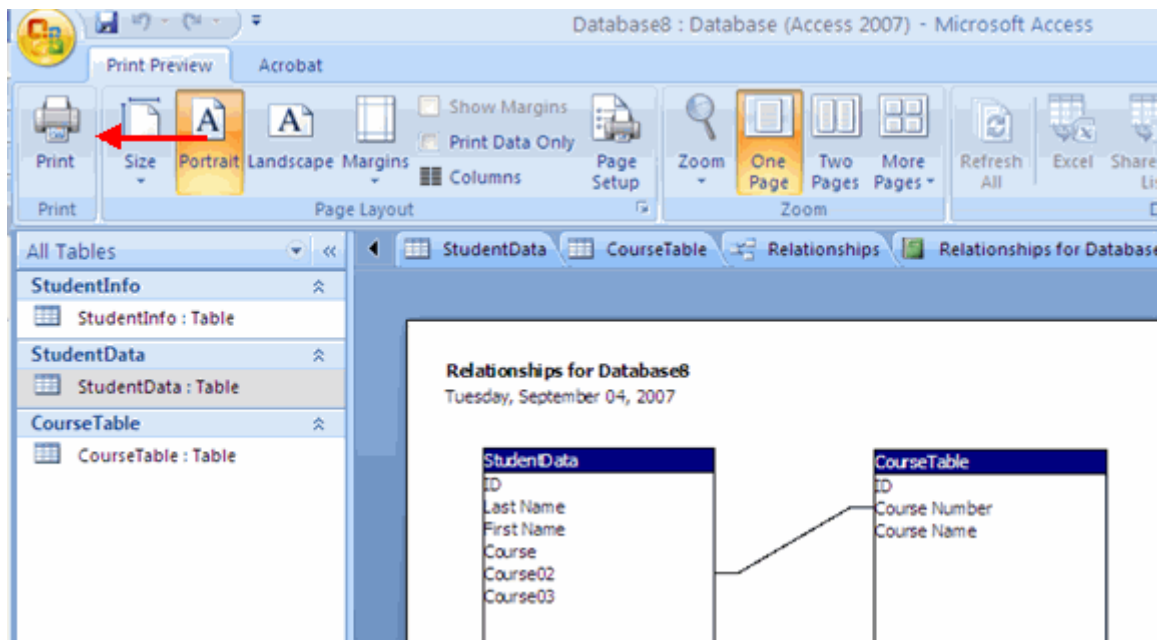 Database8 : Database (Access 2007) - Microsoft Access
Print Preview Acrobat
Show Margins
Print Data Only
Columns
Print Size Portrait Landscape Margins Page Setup Zoom One Page Two Pages More Pages Refresh All Excel Share
Print Page Layout Zoom
All Tables « StudentData CourseTable Relationships Relationships for Database
StudentInfo
StudentInfo : Table
StudentData
StudentData : Table
CourseTable
CourseTable : Table
Relationships for Database8
Tuesday, September 04, 2007
StudentData
ID
Last Name
First Name
Course
Course02
Course03
CourseTable
ID
Course Number
Course Name